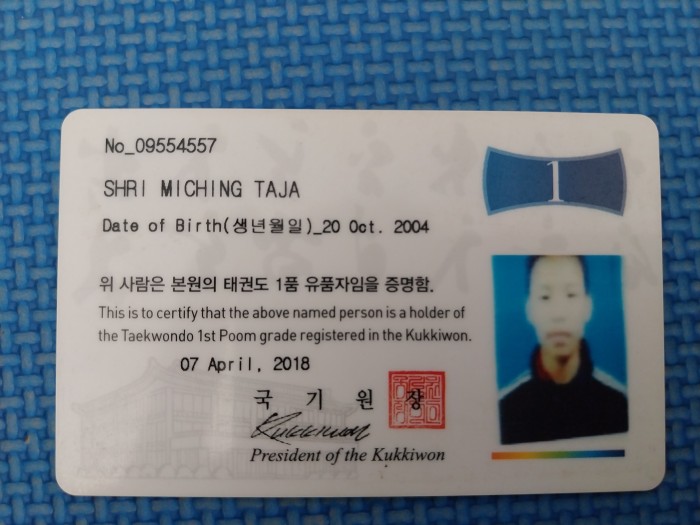 No_09554557
1
SHRI MICHING TAJA
Date of Birth(생년월일)_20 Oct. 2004
위 사람은 본원의 태권도 1품 유품자임을 증명함.
This is to certify that the above named person is a holder of
the Taekwondo 1st Poom grade registered in the Kukkiwon.
07 April, 2018
국 기 원 장
Kukkiwon
President of the Kukkiwon